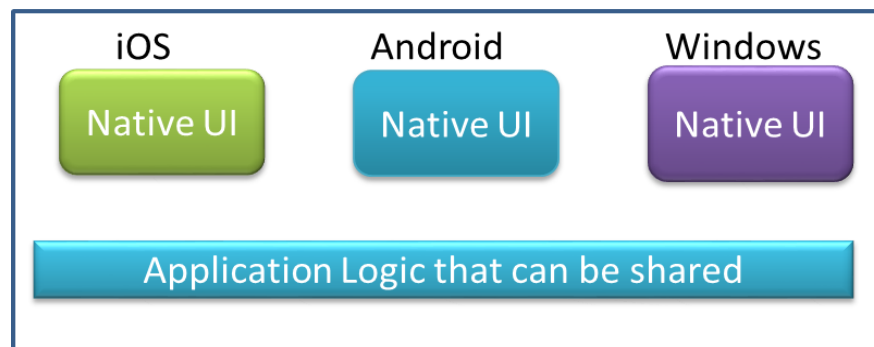 iOS Android Windows
Native UI Native UI Native UI
Application Logic that can be shared